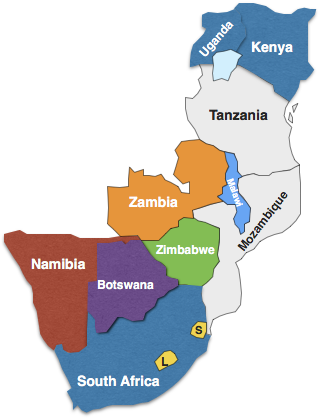 Uganda
Kenya
Tanzania
Malawi
Zambia
Mozambique
Zimbabwe
Namibia
Botswana
S
L
South Africa